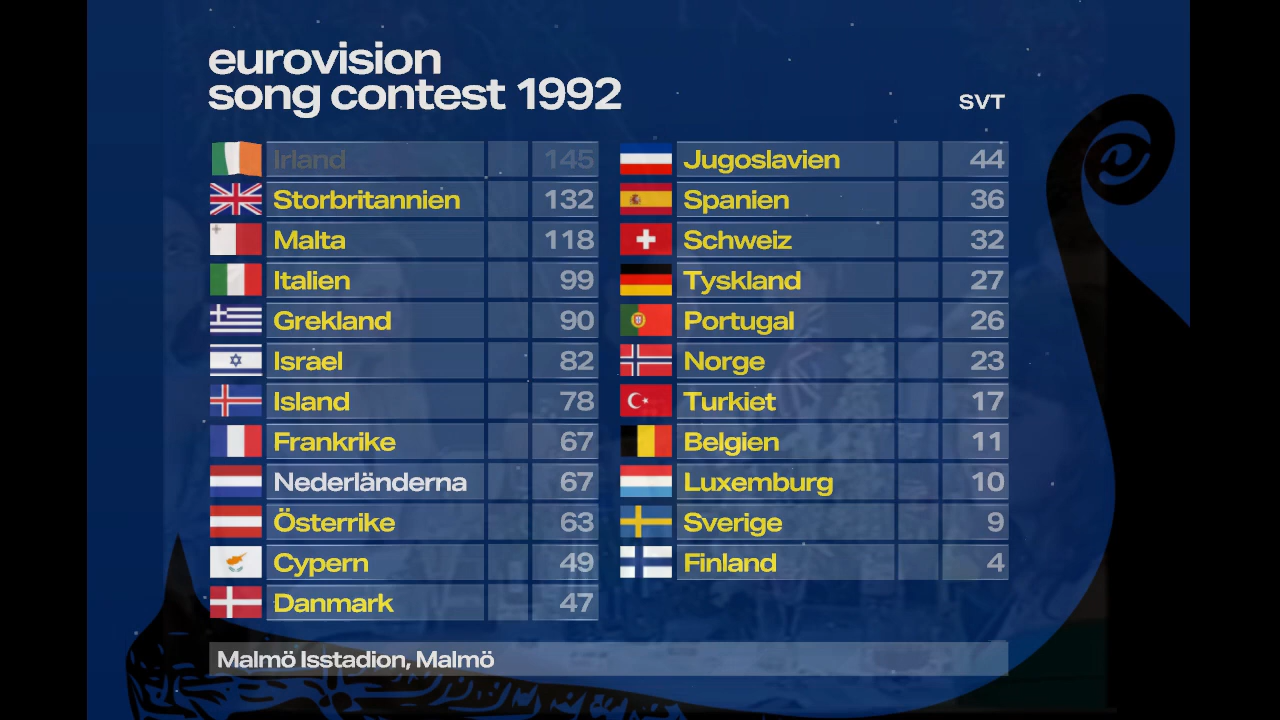 eurovision
song contest 1992
SVT
Irland 145
Storbritannien 132
Malta 118
Italien 99
Grekland 90
Israel 82
Island 78
Frankrike 67
Nederländerna 67
Österrike 63
Cypern 49
Danmark 47
Jugoslavien 44
Spanien 36
Schweiz 32
Tyskland 27
Portugal 26
Norge 23
Turkiet 17
Belgien 11
Luxemburg 10
Sverige 9
Finland 4
Malmö Isstadion, Malmö